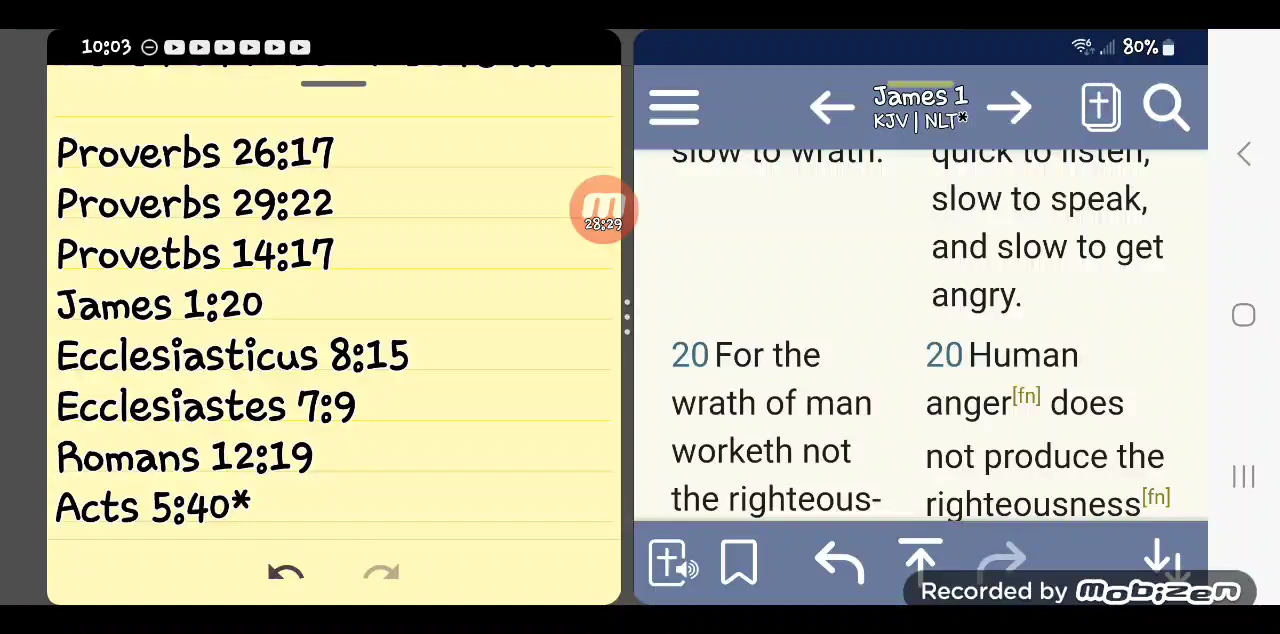 10:03
Proverbs 26:17
Proverbs 29:22
Provetbs 14:17
James 1:20
Ecclesiasticus 8:15
Ecclesiastes 7:9
Romans 12:19
Acts 5:40*
28:29
80%
James 1
KJV | NLT*
slow to wrath.
20 For the
wrath of man
worketh not
the righteous-
quick to listen,
slow to speak,
and slow to get
angry.
20 Human
anger[fn] does
not produce the
righteousness[fn]
Recorded by mobizen